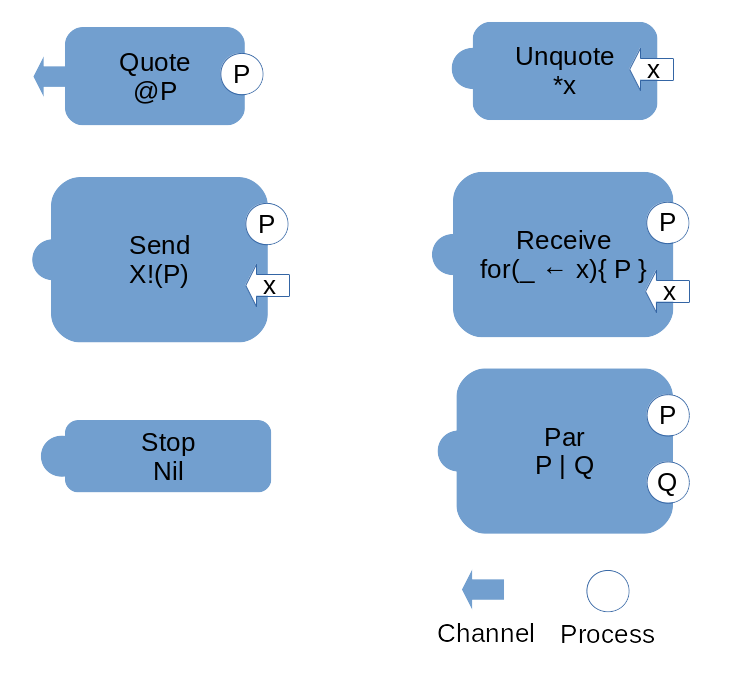 Quote
@P
P
Unquote
*x
x
Send
X!(P)
P
x
Receive
for(_ ← x){ P }
P
x
Stop
Nil
Par
P | Q
P
Q
Channel
Process